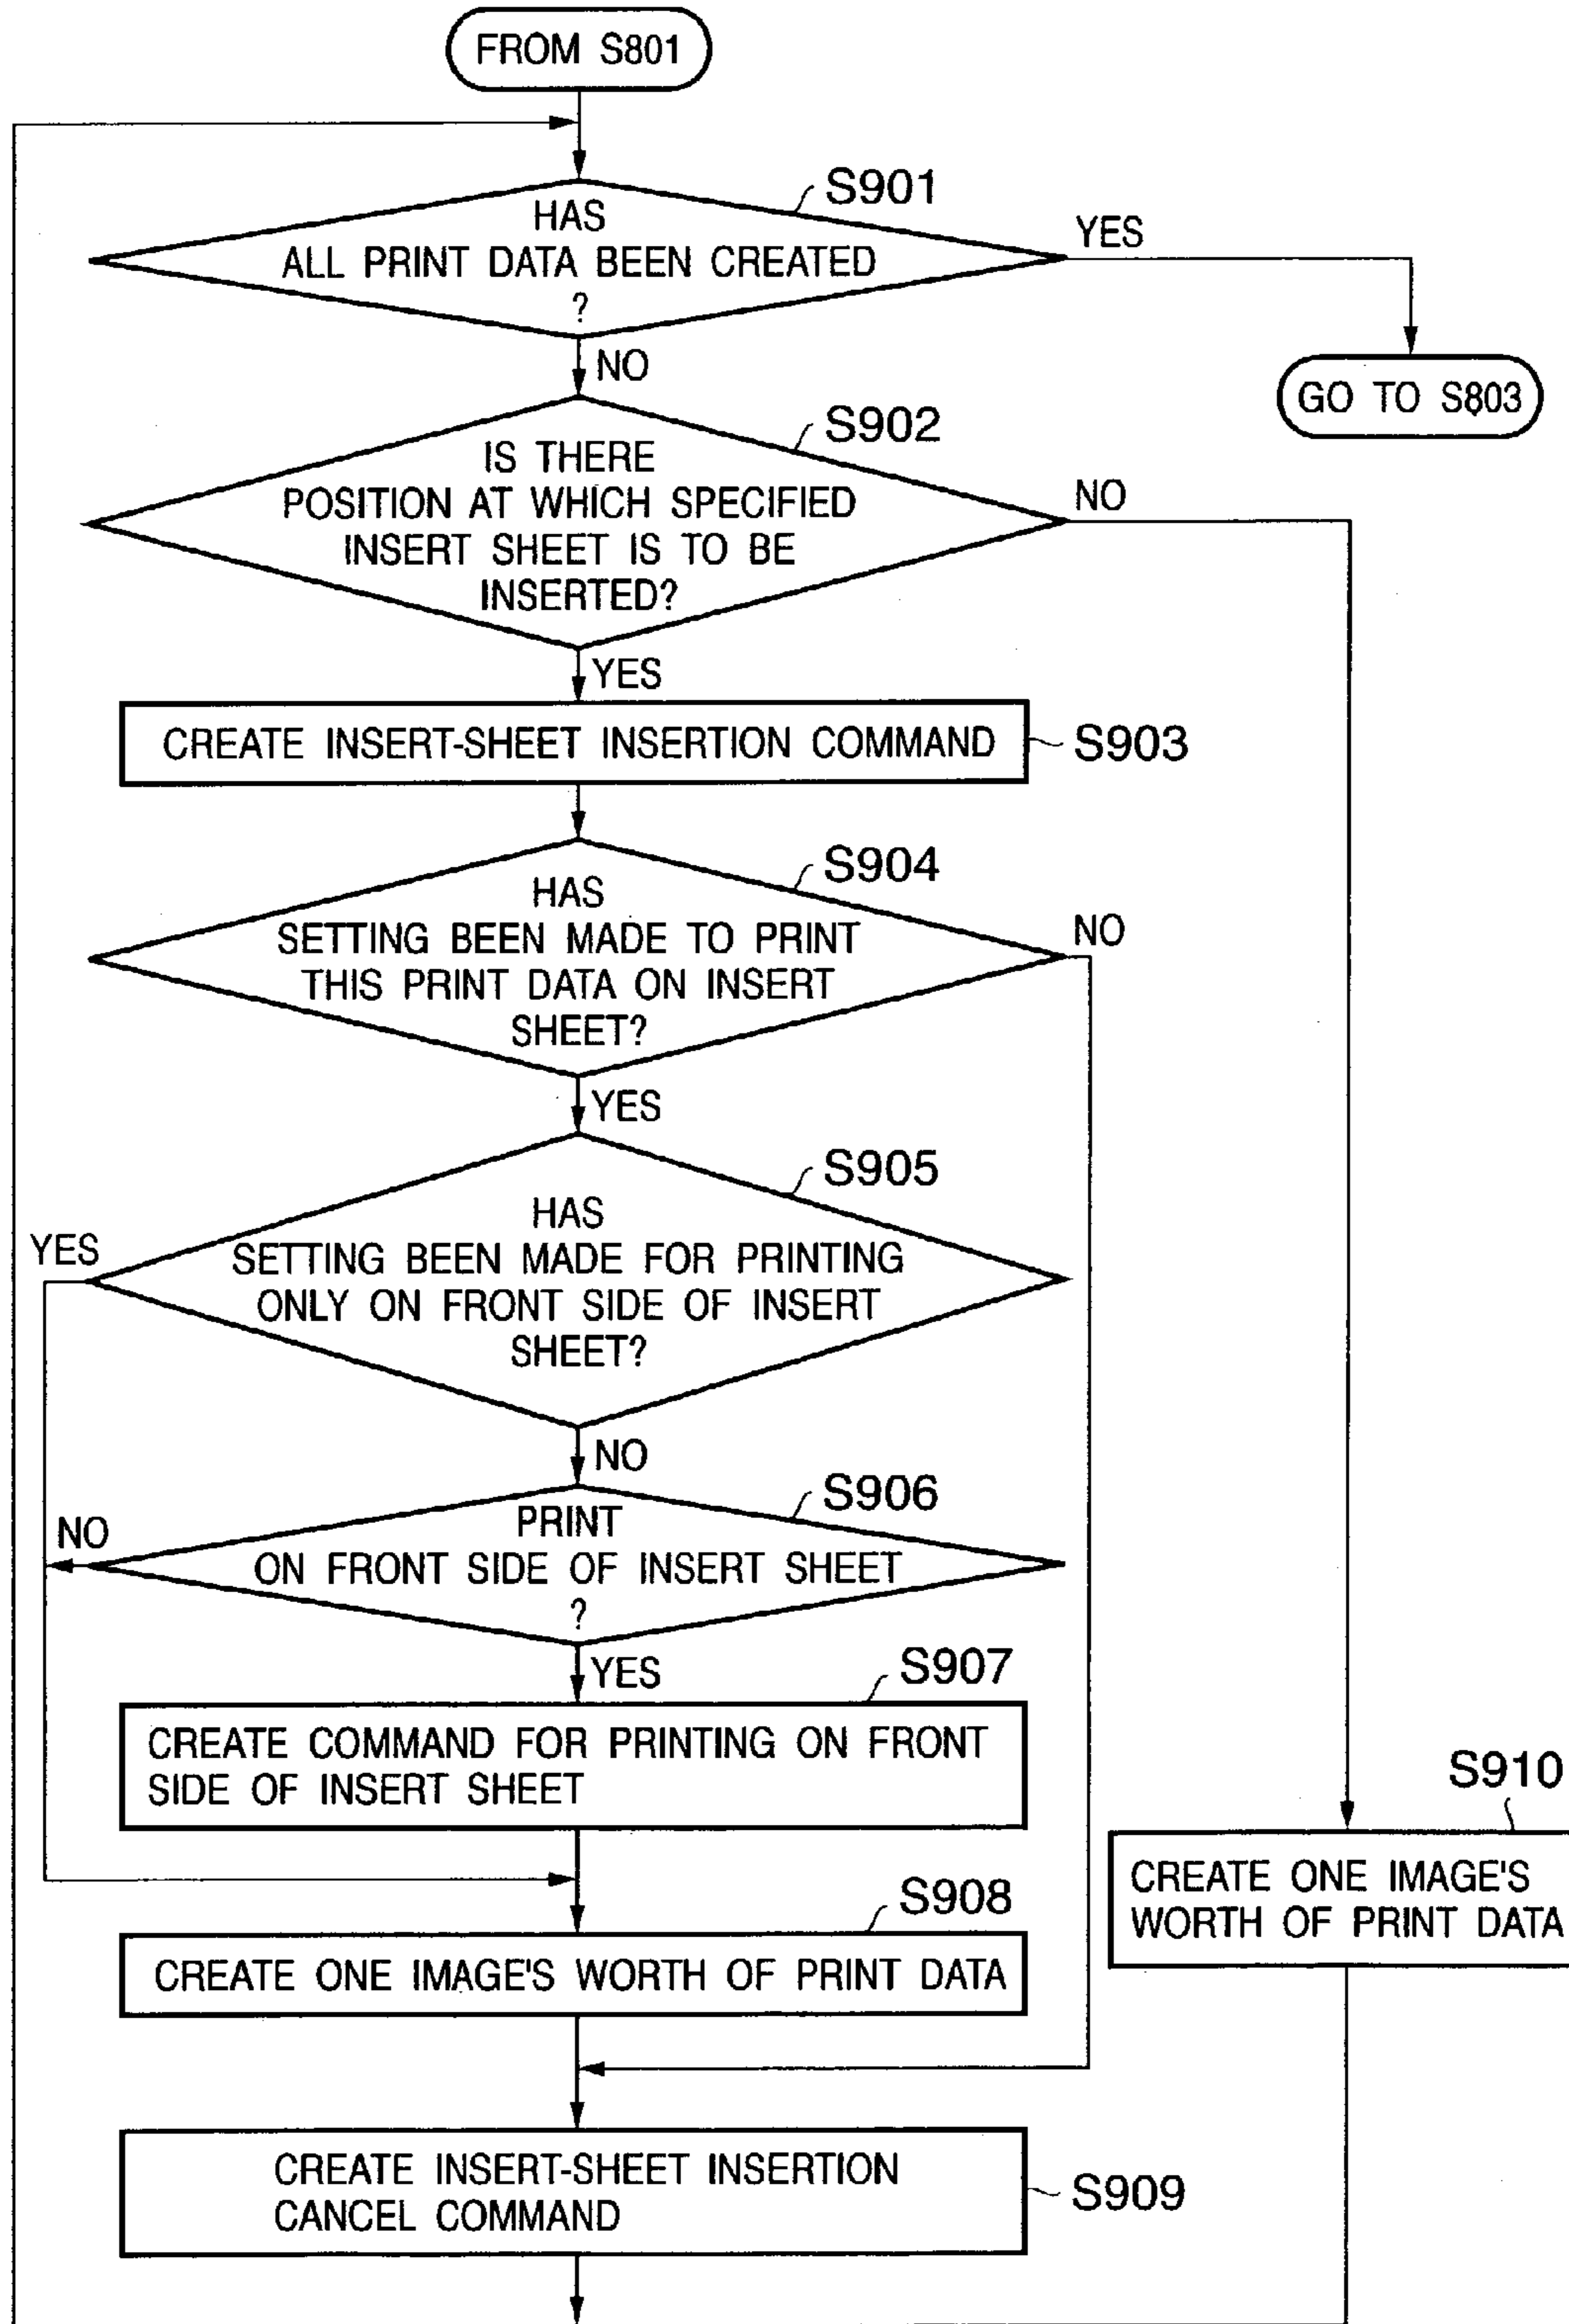 FROM S801
S901
HAS
ALL PRINT DATA BEEN CREATED
?
YES
NO
GO TO S803
S902
IS THERE
POSITION AT WHICH SPECIFIED
INSERT SHEET IS TO BE
INSERTED?
NO
YES
CREATE INSERT-SHEET INSERTION COMMAND
S903
S904
HAS
SETTING BEEN MADE TO PRINT
THIS PRINT DATA ON INSERT
SHEET?
NO
YES
S905
HAS
SETTING BEEN MADE FOR PRINTING
ONLY ON FRONT SIDE OF INSERT
SHEET?
YES
NO
S906
PRINT
ON FRONT SIDE OF INSERT SHEET
?
NO
YES
S907
CREATE COMMAND FOR PRINTING ON FRONT
SIDE OF INSERT SHEET
S910
CREATE ONE IMAGE'S
WORTH OF PRINT DATA
S908
CREATE ONE IMAGE'S WORTH OF PRINT DATA
CREATE INSERT-SHEET INSERTION
CANCEL COMMAND
S909